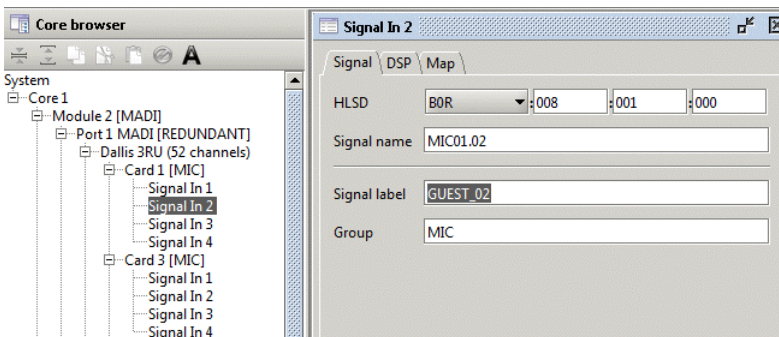 Core browser
A
System
Core 1
Module 2 [MADI]
Port 1 MADI [REDUNDANT]
Dallis 3RU (52 channels)
Card 1 [MIC]
Signal In 1
Signal In 2
Signal In 3
Signal In 4
Card 3 [MIC]
Signal In 1
Signal In 2
Signal In 3
Signal In 4
Signal In 2
Signal DSP Map
HLSD B0R :008 :001 :000
Signal name MIC01.02
Signal label GUEST_02
Group MIC